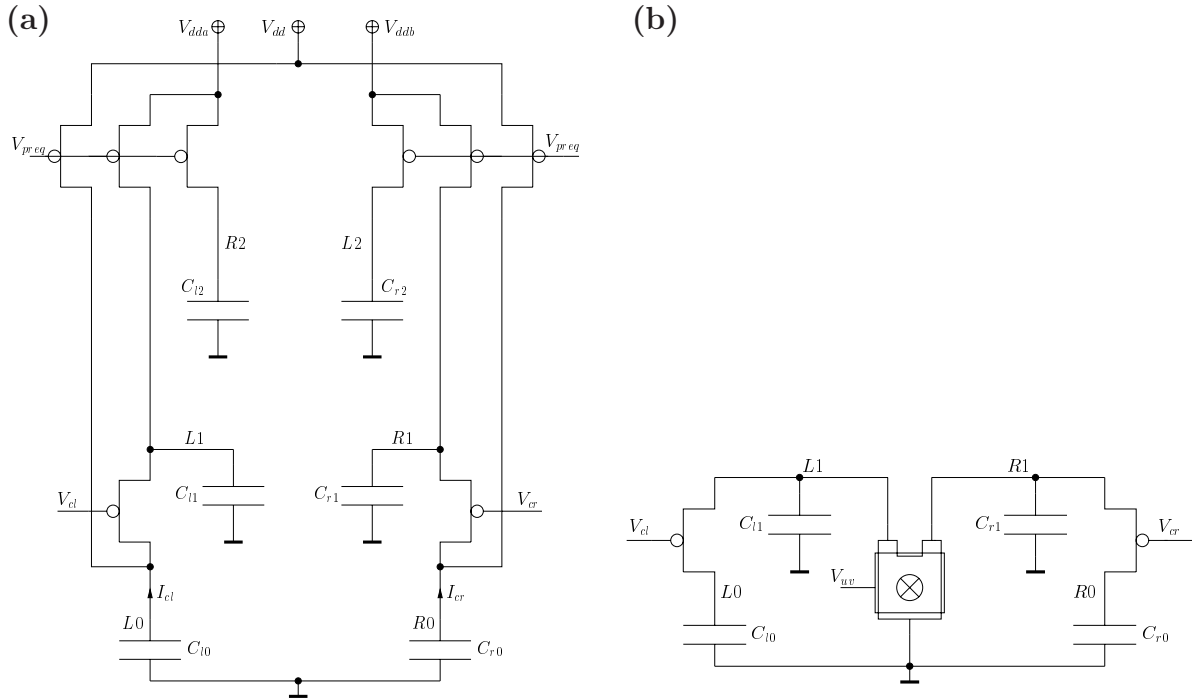 (a)
V_dda V_dd V_ddb
(b)
V_preq V_preq
R2 L2
C_l2 C_r2
L1 R1
C_l1 C_r1
V_cl V_cr
I_cl I_cr
L0 R0
C_l0 C_r0
L1 R1
V_cl C_l1 C_r1 V_cr
V_uv
L0 R0
C_l0 C_r0